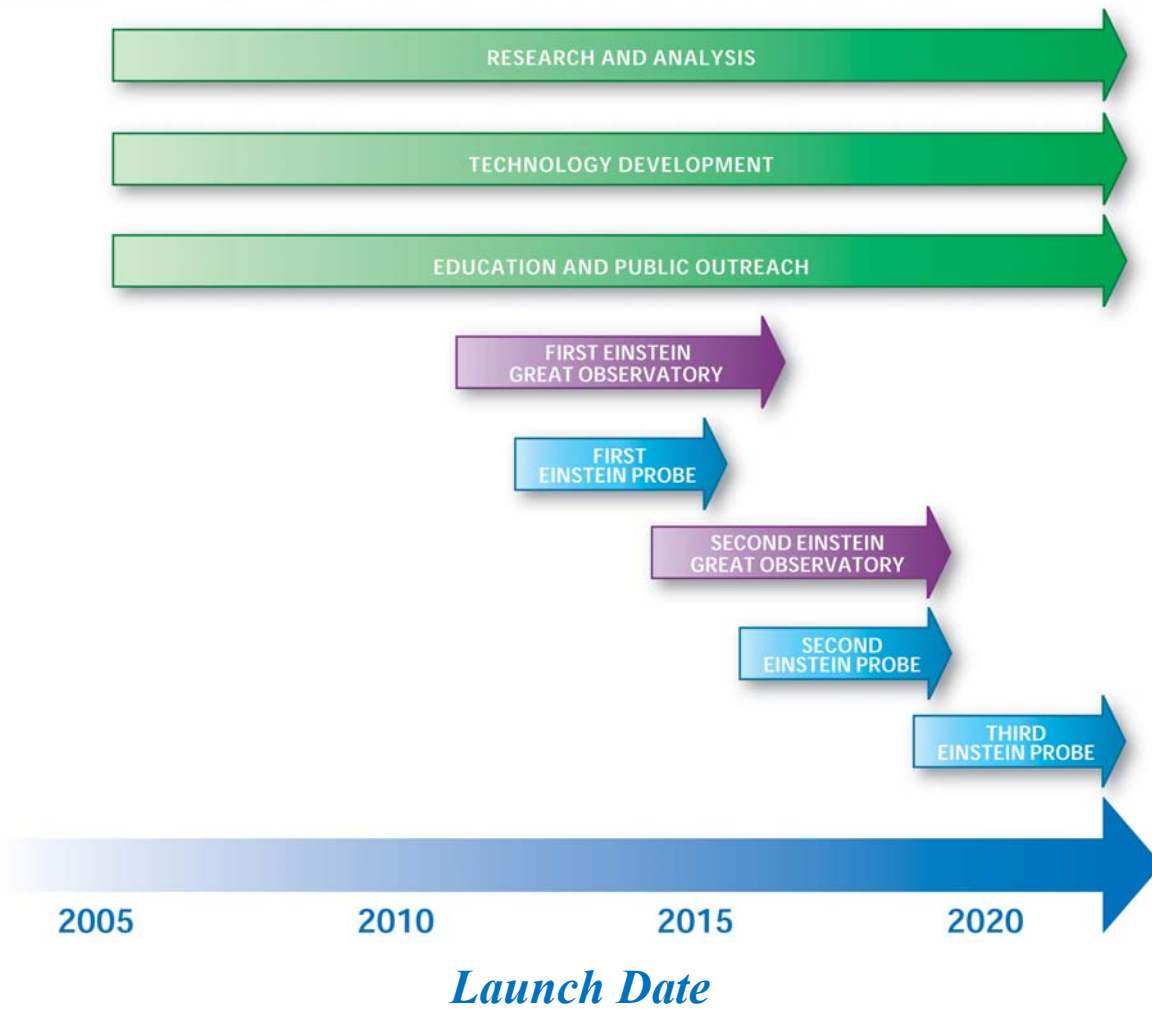 RESEARCH AND ANALYSIS
TECHNOLOGY DEVELOPMENT
EDUCATION AND PUBLIC OUTREACH
FIRST EINSTEIN
GREAT OBSERVATORY
FIRST
EINSTEIN PROBE
SECOND EINSTEIN
GREAT OBSERVATORY
SECOND
EINSTEIN PROBE
THIRD
EINSTEIN PROBE
2005 2010 2015 2020
Launch Date